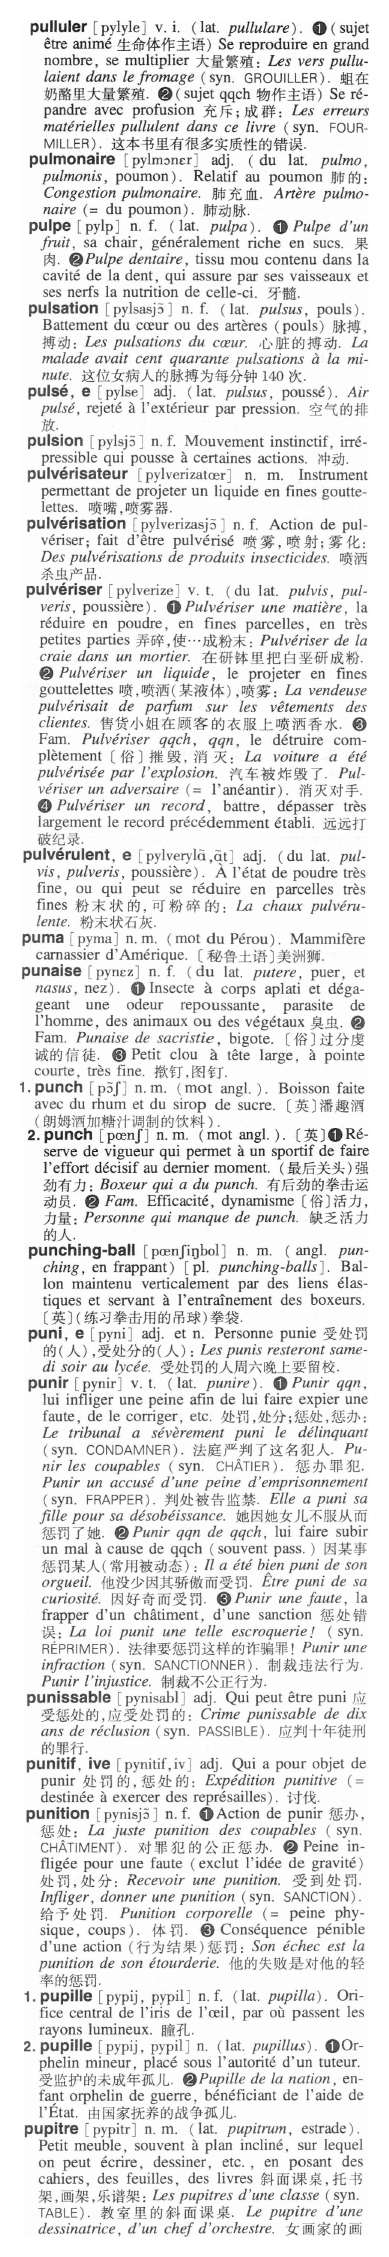 pulluler [pylyle] v. i. (lat. pullulare). ❶ (sujet
être animé 生命体作主语) Se reproduire en grand
nombre, se multiplier 大量繁殖: Les vers pullu-
laient dans le fromage (syn. GROUILLER). 蛆在
奶酪里大量繁殖. ❷ (sujet qqch 物作主语) Se ré-
pandre avec profusion 充斥; 成群: Les erreurs
matérielles pullulent dans ce livre (syn. FOUR-
MILLER). 这本书里有很多实质性的错误.
pulmonaire [pylmɔnɛr] adj. (du lat. pulmo,
pulmonis, poumon). Relatif au poumon 肺的:
Congestion pulmonaire. 肺充血. Artère pulmo-
naire (= du poumon). 肺动脉.
pulpe [pylp] n. f. (lat. pulpa). ❶ Pulpe d'un
fruit, sa chair, généralement riche en sucs. 果
肉. ❷ Pulpe dentaire, tissu mou contenu dans la
cavité de la dent, qui assure par ses vaisseaux et
ses nerfs la nutrition de celle-ci. 牙髓.
pulsation [pylsasjɔ̃] n. f. (lat. pulsus, pouls).
Battement du cœur ou des artères (pouls) 脉搏,
搏动: Les pulsations du cœur. 心脏的搏动. La
malade avait cent quarante pulsations à la mi-
nute. 这位女病人的脉搏为每分钟 140 次.
pulsé, e [pylse] adj. (lat. pulsus, poussé). Air
pulsé, rejeté à l'extérieur par pression. 空气的排
放.
pulsion [pylsjɔ̃] n. f. Mouvement instinctif, irré-
pressible qui pousse à certaines actions. 冲动.
pulvérisateur [pylverizatœr] n. m. Instrument
permettant de projeter un liquide en fines goutte-
lettes. 喷嘴,喷雾器.
pulvérisation [pylverizasjɔ̃] n. f. Action de pul-
vériser; fait d'être pulvérisé 喷雾,喷射;雾化:
Des pulvérisations de produits insecticides. 喷洒
杀虫产品.
pulvériser [pylverize] v. t. (du lat. pulvis, pul-
veris, poussière). ❶ Pulvériser une matière, la
réduire en poudre, en fines parcelles, en très
petites parties 弄碎,使…成粉末: Pulvériser de la
craie dans un mortier. 在研钵里把白垩研成粉.
❷ Pulvériser un liquide, le projeter en fines
gouttelettes 喷,喷洒(某液体),喷雾: La vendeuse
pulvérisait de parfum sur les vêtements des
clientes. 售货小姐在顾客的衣服上喷洒香水. ❸
Fam. Pulvériser qqch, qqn, le détruire com-
plètement [俗] 摧毁, 消灭: La voiture a été
pulvérisée par l'explosion. 汽车被炸毁了. Pul-
vériser un adversaire (= l'anéantir). 消灭对手.
❹ Pulvériser un record, battre, dépasser très
largement le record précédemment établi. 远远打
破纪录.
pulvérulent, e [pylverylɑ̃,ɑ̃t] adj. (du lat. pul-
vis, pulveris, poussière). À l'état de poudre très
fine, ou qui peut se réduire en parcelles très
fines 粉末状的,可粉碎的: La chaux pulvéru-
lente. 粉末状石灰.
puma [pyma] n. m. (mot du Pérou). Mammifère
carnassier d'Amérique. [秘鲁土语]美洲狮.
punaise [pynɛz] n. f. (du lat. putere, puer, et
nasus, nez). ❶ Insecte à corps aplati et déga-
geant une odeur repoussante, parasite de
l'homme, des animaux ou des végétaux 臭虫. ❷
Fam. Punaise de sacristie, bigote. [俗]过分虔
诚的信徒. ❸ Petit clou à tête large, à pointe
courte, très fine. 揿钉,图钉.
1. punch [pɔ̃ʃ] n. m. (mot angl.). Boisson faite
avec du rhum et du sirop de sucre. [英]潘趣酒
(朗姆酒加糖汁调制的饮料).
2. punch [pœnʃ] n. m. (mot angl.). [英]❶ Ré-
serve de vigueur qui permet à un sportif de faire
l'effort décisif au dernier moment. (最后关头)强
劲有力: Boxeur qui a du punch. 有后劲的拳击运
动员. ❷ Fam. Efficacité, dynamisme [俗]活力,
力量: Personne qui manque de punch. 缺乏活力
的人.
punching-ball [pœnʃiŋbol] n. m. (angl. pun-
ching, en frappant) [pl. punching-balls]. Bal-
lon maintenu verticalement par des liens élas-
tiques et servant à l'entraînement des boxeurs.
[英](练习拳击用的吊球)拳袋.
puni, e [pyni] adj. et n. Personne punie 受处罚
的(人),受处分的(人): Les punis resteront same-
di soir au lycée. 受处罚的人周六晚上要留校.
punir [pynir] v. t. (lat. punire). ❶ Punir qqn,
lui infliger une peine afin de lui faire expier une
faute, de le corriger, etc. 处罚,处分;惩处,惩办:
Le tribunal a sévèrement puni le délinquant
(syn. CONDAMNER). 法庭严判了这名犯人. Pu-
nir les coupables (syn. CHÂTIER). 惩办罪犯.
Punir un accusé d'une peine d'emprisonnement
(syn. FRAPPER). 判处被告监禁. Elle a puni sa
fille pour sa désobéissance. 她因她女儿不服从而
惩罚了她. ❷ Punir qqn de qqch, lui faire subir
un mal à cause de qqch (souvent pass.) 因某事
惩罚某人(常用被动态): Il a été bien puni de son
orgueil. 他没少因其骄傲而受罚. Être puni de sa
curiosité. 因好奇而受罚. ❸ Punir une faute, la
frapper d'un châtiment, d'une sanction 惩处错
误: La loi punit une telle escroquerie! (syn.
RÉPRIMER). 法律要惩罚这样的诈骗罪! Punir une
infraction (syn. SANCTIONNER). 制裁违法行为.
Punir l'injustice. 制裁不公正行为.
punissable [pynisabl] adj. Qui peut être puni 应
受惩处的,应受处罚的: Crime punissable de dix
ans de réclusion (syn. PASSIBLE). 应判十年徒刑
的罪行.
punitif, ive [pynitif,iv] adj. Qui a pour objet de
punir 处罚的,惩处的: Expédition punitive (=
destinée à exercer des représailles). 讨伐.
punition [pynisjɔ̃] n. f. ❶ Action de punir 惩办,
惩处: La juste punition des coupables (syn.
CHÂTIMENT). 对罪犯的公正惩办. ❷ Peine in-
fligée pour une faute (exclut l'idée de gravité)
处罚,处分: Recevoir une punition. 受到处罚.
Infliger, donner une punition (syn. SANCTION).
给予处罚. Punition corporelle (= peine phy-
sique, coups). 体罚. ❸ Conséquence pénible
d'une action (行为结果)惩罚: Son échec est la
punition de son étourderie. 他的失败是对他的轻
率的惩罚.
1. pupille [pypij, pypil] n. f. (lat. pupilla). Ori-
fice central de l'iris de l'œil, par où passent les
rayons lumineux. 瞳孔.
2. pupille [pypij, pypil] n. (lat. pupillus). ❶Or-
phelin mineur, placé sous l'autorité d'un tuteur.
受监护的未成年孤儿. ❷Pupille de la nation, en-
fant orphelin de guerre, bénéficiant de l'aide de
l'État. 由国家抚养的战争孤儿.
pupitre [pypitr] n. m. (lat. pupitrum, estrade).
Petit meuble, souvent à plan incliné, sur lequel
on peut écrire, dessiner, etc., en posant des
cahiers, des feuilles, des livres 斜面课桌,托书
架,画架,乐谱架: Les pupitres d'une classe (syn.
TABLE). 教室里的斜面课桌. Le pupitre d'une
dessinatrice, d'un chef d'orchestre. 女画家的画